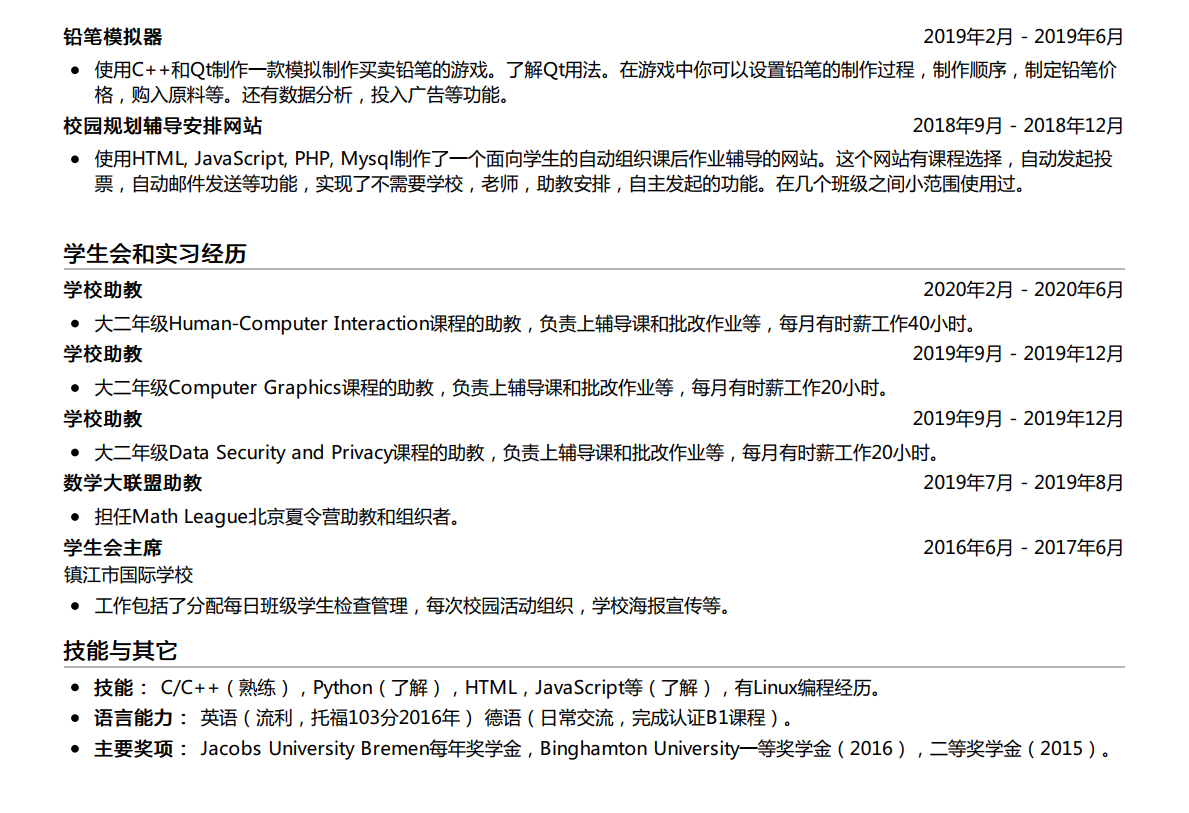 铅笔模拟器 2019年2月 - 2019年6月
使用C++和Qt制作一款模拟制作买卖铅笔的游戏。了解Qt用法。在游戏中你可以设置铅笔的制作过程，制作顺序，制定铅笔价
格，购入原料等。还有数据分析，投入广告等功能。
校园规划辅导安排网站 2018年9月 - 2018年12月
使用HTML, JavaScript, PHP, Mysql制作了一个面向学生的自动组织课后作业辅导的网站。这个网站有课程选择，自动发起投
票，自动邮件发送等功能，实现了不需要学校，老师，助教安排，自主发起的功能。在几个班级之间小范围使用过。
学生会和实习经历
学校助教 2020年2月 - 2020年6月
大二年级Human-Computer Interaction课程的助教，负责上辅导课和批改作业等，每月有时薪工作40小时。
学校助教 2019年9月 - 2019年12月
大二年级Computer Graphics课程的助教，负责上辅导课和批改作业等，每月有时薪工作20小时。
学校助教 2019年9月 - 2019年12月
大二年级Data Security and Privacy课程的助教，负责上辅导课和批改作业等，每月有时薪工作20小时。
数学大联盟助教 2019年7月 - 2019年8月
担任Math League北京夏令营助教和组织者。
学生会主席 2016年6月 - 2017年6月
镇江市国际学校
工作包括了分配每日班级学生检查管理，每次校园活动组织，学校海报宣传等。
技能与其它
技能： C/C++（熟练），Python（了解），HTML，JavaScript等（了解），有Linux编程经历。
语言能力： 英语（流利，托福103分2016年） 德语（日常交流，完成认证B1课程）。
主要奖项： Jacobs University Bremen每年奖学金，Binghamton University一等奖学金（2016），二等奖学金（2015）。